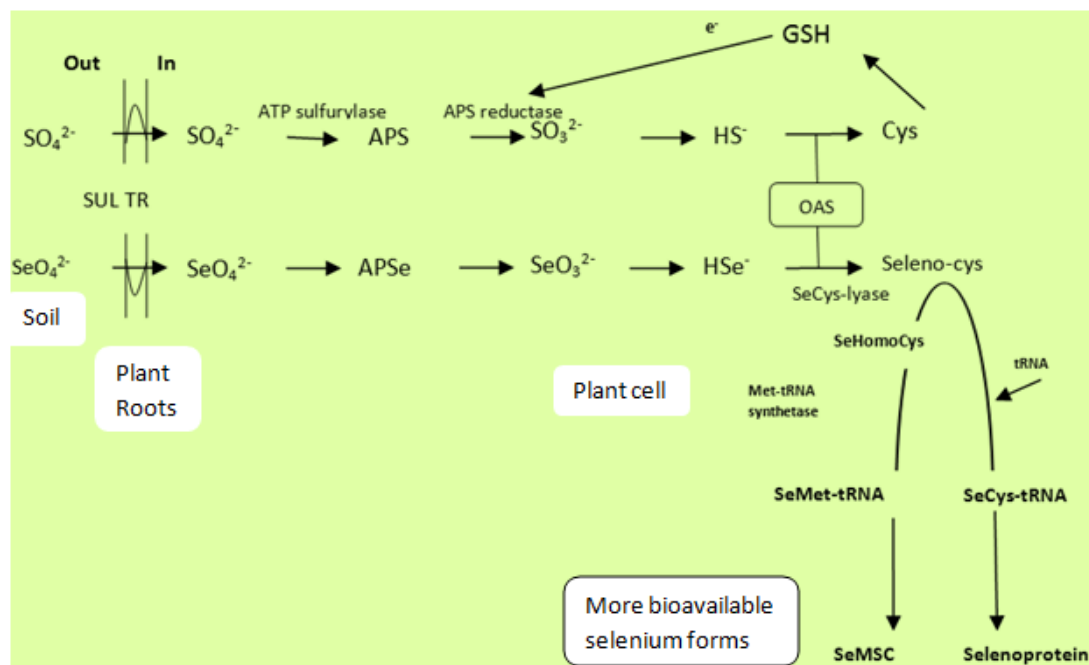 e⁻ GSH
Out In
ATP sulfurylase APS reductase
SO₄²⁻ SO₄²⁻ APS SO₃²⁻ HS⁻ Cys
SUL TR OAS
SeO₄²⁻ SeO₄²⁻ APSe SeO₃²⁻ HSe⁻ Seleno-cys
SeCys-lyase
Soil
SeHomoCys
Plant
Roots
Plant cell
Met-tRNA
synthetase
tRNA
SeMet-tRNA SeCys-tRNA
More bioavailable
selenium forms
SeMSC Selenoprotein